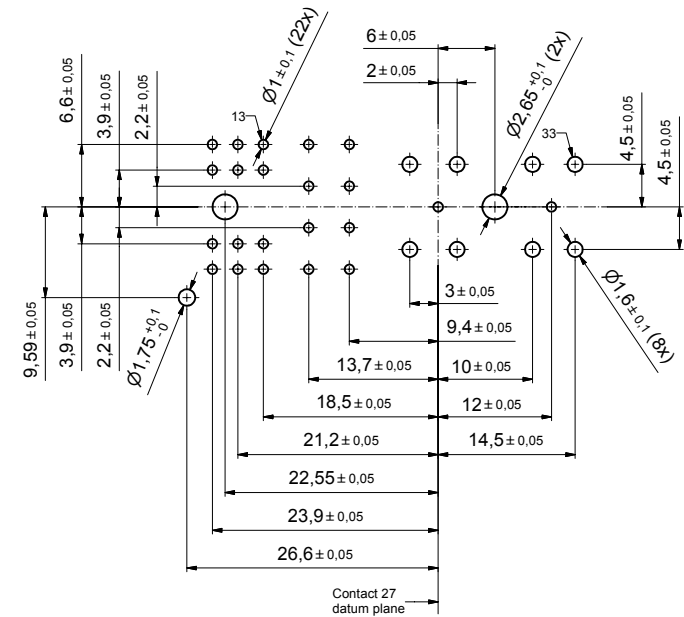 6 ± 0,05
2 ± 0,05
Ø1 ± 0,1 (22x)
Ø2,65 +0,1 -0 (2x)
6,6 ± 0,05
3,9 ± 0,05
2,2 ± 0,05
13
33
4,5 ± 0,05
4,5 ± 0,05
9,59 ± 0,05
3,9 ± 0,05
2,2 ± 0,05
Ø1,75 +0,1 -0
Ø1,6 ± 0,1 (8x)
3 ± 0,05
9,4 ± 0,05
13,7 ± 0,05
10 ± 0,05
18,5 ± 0,05
12 ± 0,05
21,2 ± 0,05
14,5 ± 0,05
22,55 ± 0,05
23,9 ± 0,05
26,6 ± 0,05
Contact 27
datum plane